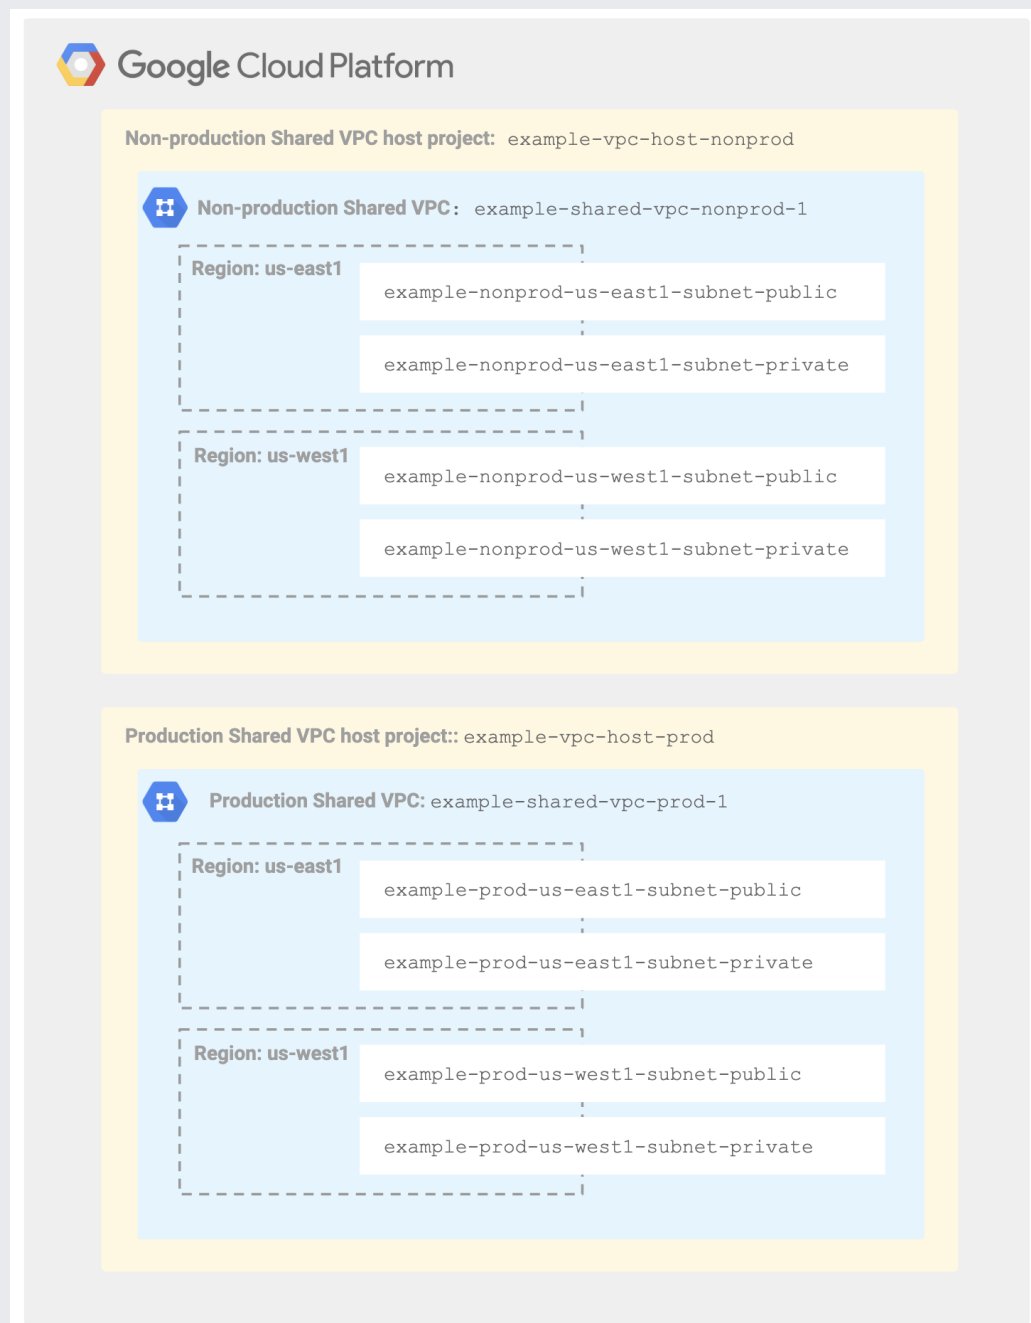 Google Cloud Platform
Non-production Shared VPC host project: example-vpc-host-nonprod
Non-production Shared VPC: example-shared-vpc-nonprod-1
Region: us-east1
example-nonprod-us-east1-subnet-public
example-nonprod-us-east1-subnet-private
Region: us-west1
example-nonprod-us-west1-subnet-public
example-nonprod-us-west1-subnet-private
Production Shared VPC host project:: example-vpc-host-prod
Production Shared VPC: example-shared-vpc-prod-1
Region: us-east1
example-prod-us-east1-subnet-public
example-prod-us-east1-subnet-private
Region: us-west1
example-prod-us-west1-subnet-public
example-prod-us-west1-subnet-private